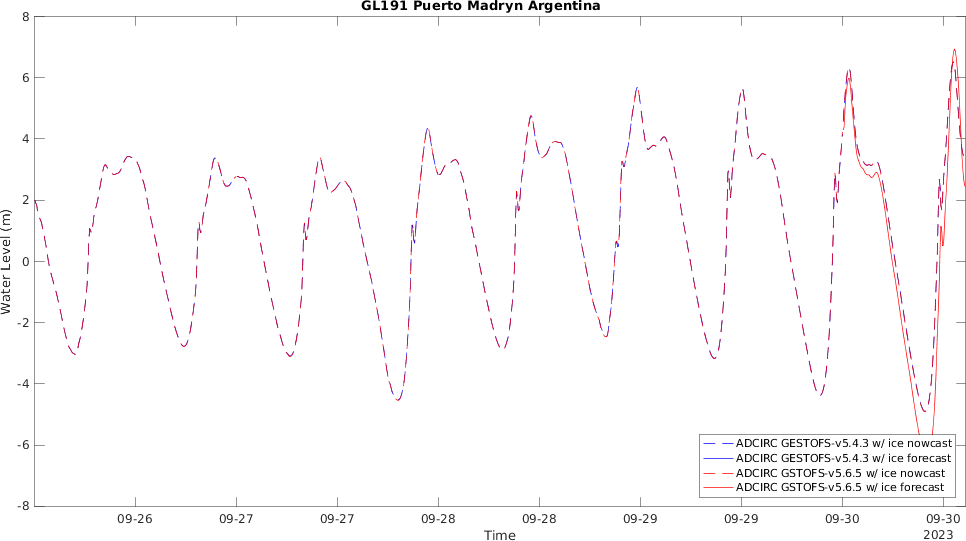 GL191 Puerto Madryn Argentina
8
6
4
2
0
-2
-4
-6
-8
Water Level (m)
ADCIRC GESTOFS-v5.4.3 w/ ice nowcast
ADCIRC GESTOFS-v5.4.3 w/ ice forecast
ADCIRC GSTOFS-v5.6.5 w/ ice nowcast
ADCIRC GSTOFS-v5.6.5 w/ ice forecast
09-26 09-27 09-27 09-28 09-28 09-29 09-29 09-30 09-30
2023
Time